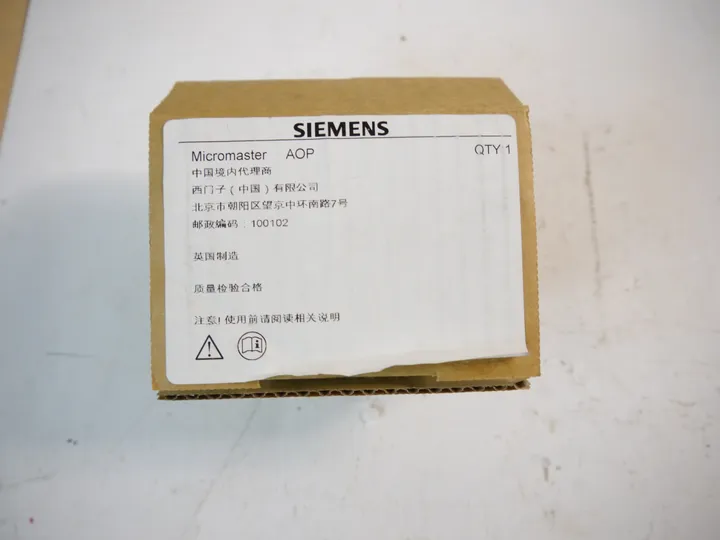 SIEMENS
Micromaster AOP QTY 1
中国境内代理商
西门子（中国）有限公司
北京市朝阳区望京中环南路7号
邮政编码：100102
英国制造
质量检验合格
注意！使用前请阅读相关说明